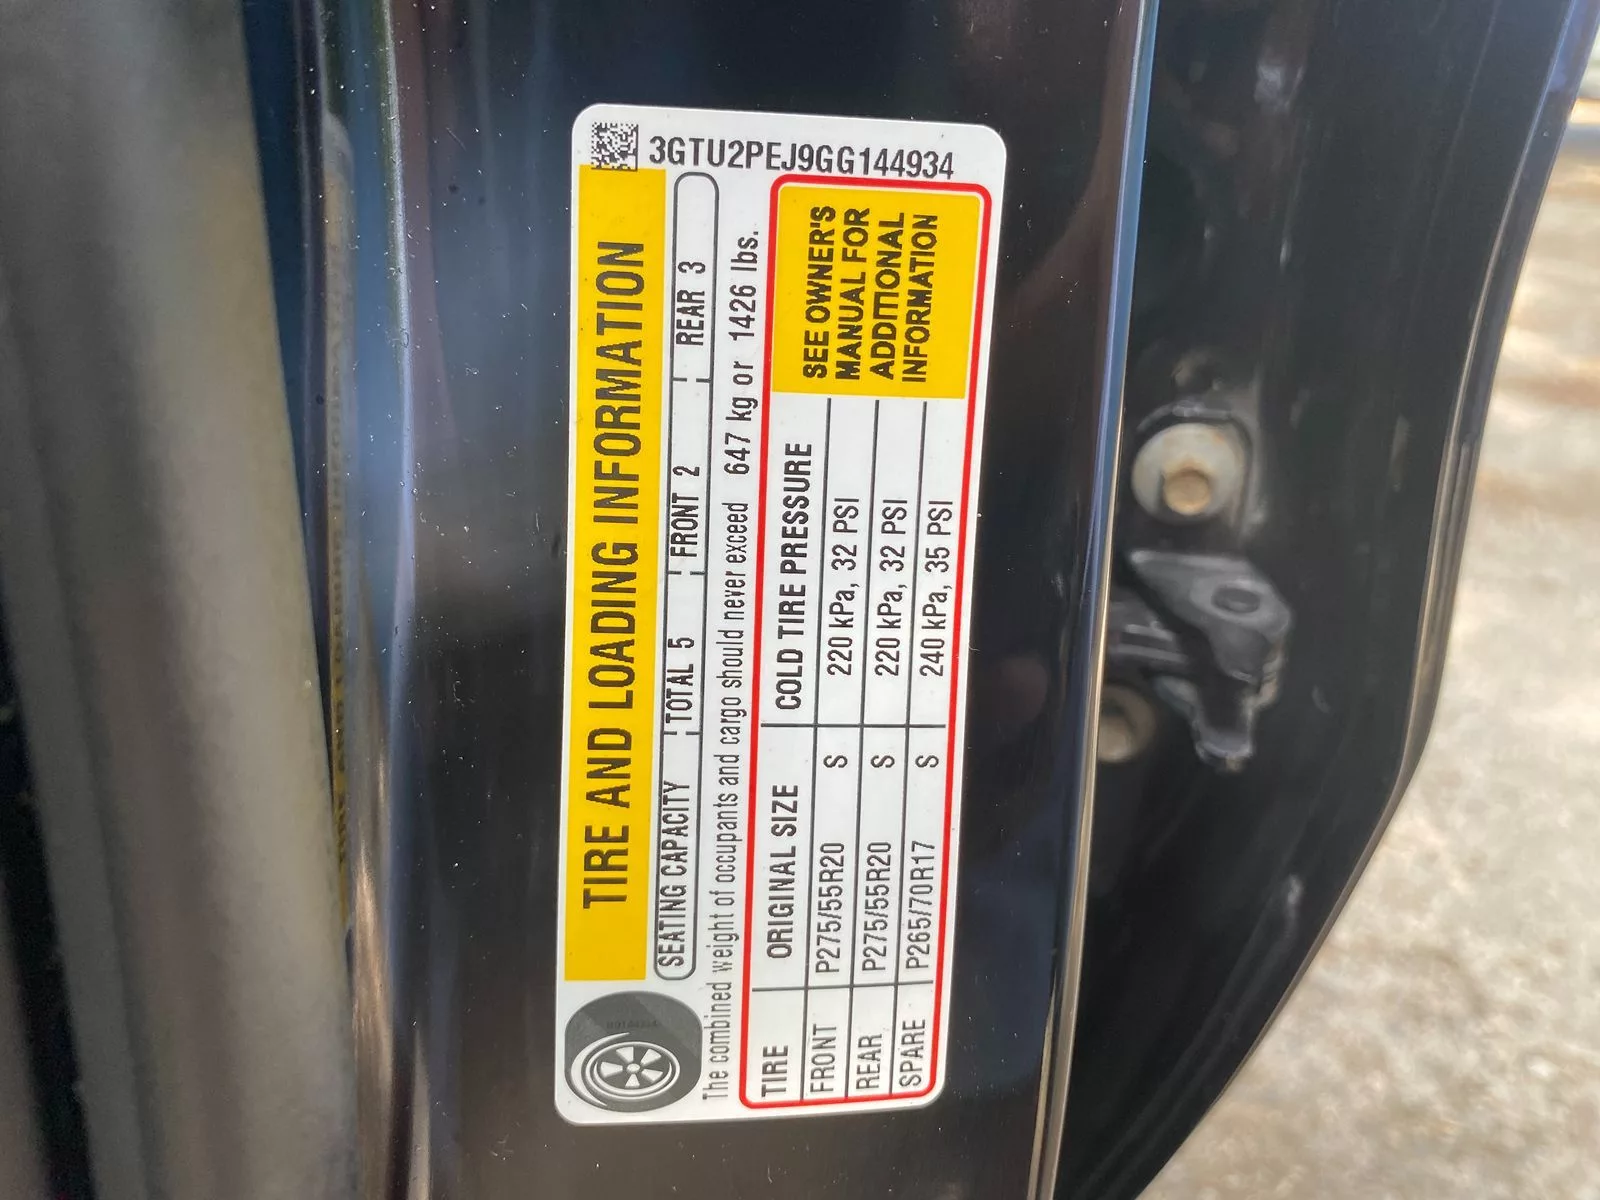 3GTU2PEJ9GG144934
TIRE AND LOADING INFORMATION
SEATING CAPACITY TOTAL 5 FRONT 2 REAR 3
The combined weight of occupants and cargo should never exceed 647 kg or 1426 lbs.
TIRE ORIGINAL SIZE COLD TIRE PRESSURE
FRONT P275/55R20 S 220 kPa, 32 PSI
REAR P275/55R20 S 220 kPa, 32 PSI
SPARE P265/70R17 S 240 kPa, 35 PSI
SEE OWNER'S
MANUAL FOR
ADDITIONAL
INFORMATION